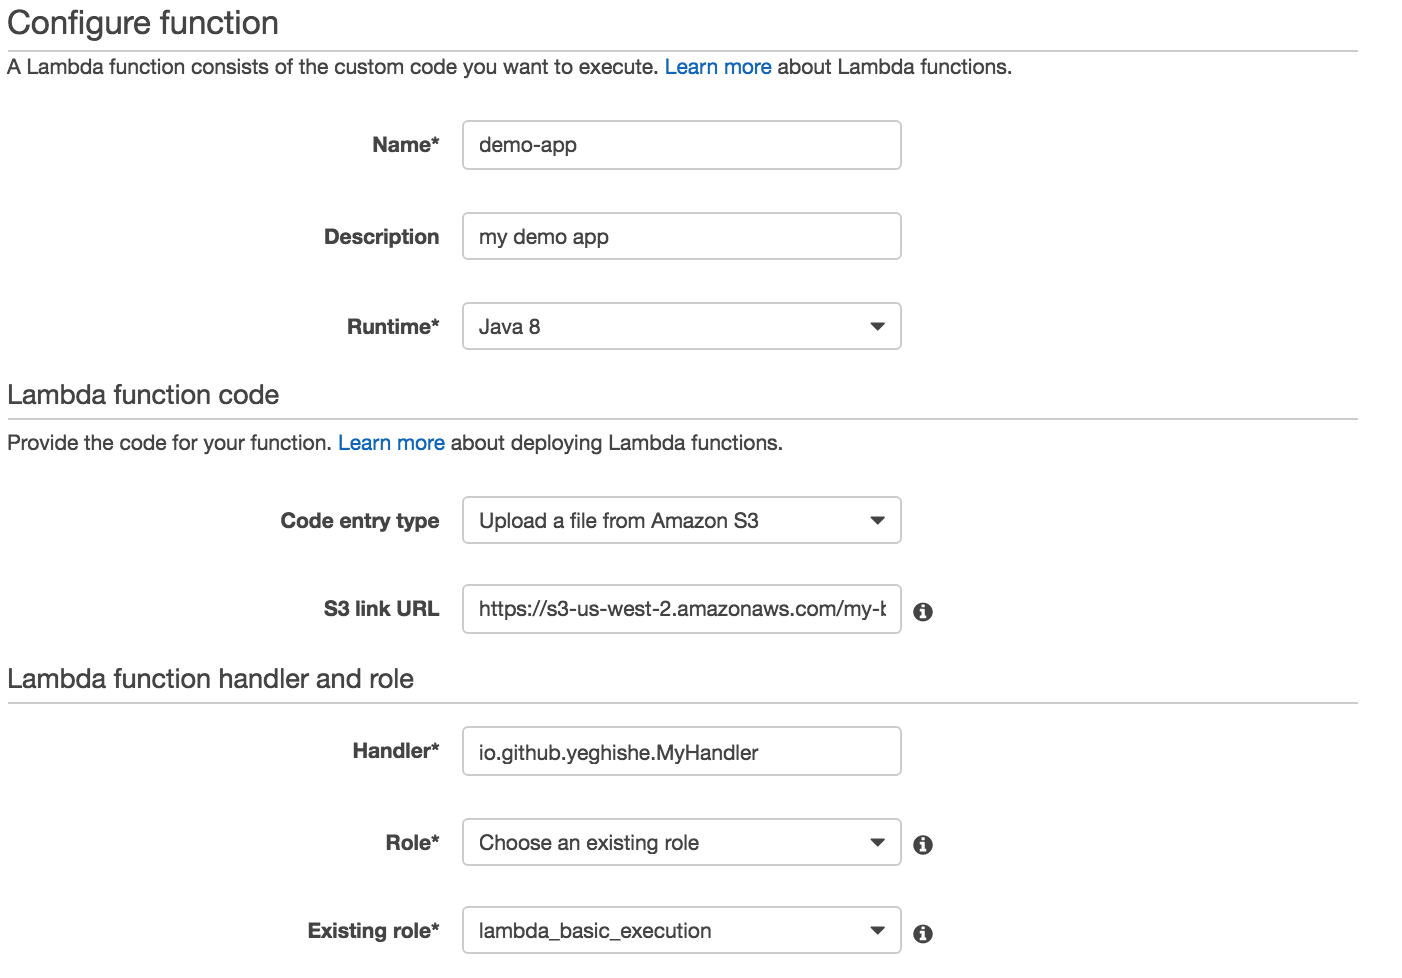 Configure function
A Lambda function consists of the custom code you want to execute. Learn more about Lambda functions.
Name* demo-app
Description my demo app
Runtime* Java 8
Lambda function code
Provide the code for your function. Learn more about deploying Lambda functions.
Code entry type Upload a file from Amazon S3
S3 link URL https://s3-us-west-2.amazonaws.com/my-
Lambda function handler and role
Handler* io.github.yeghishe.MyHandler
Role* Choose an existing role
Existing role* lambda_basic_execution